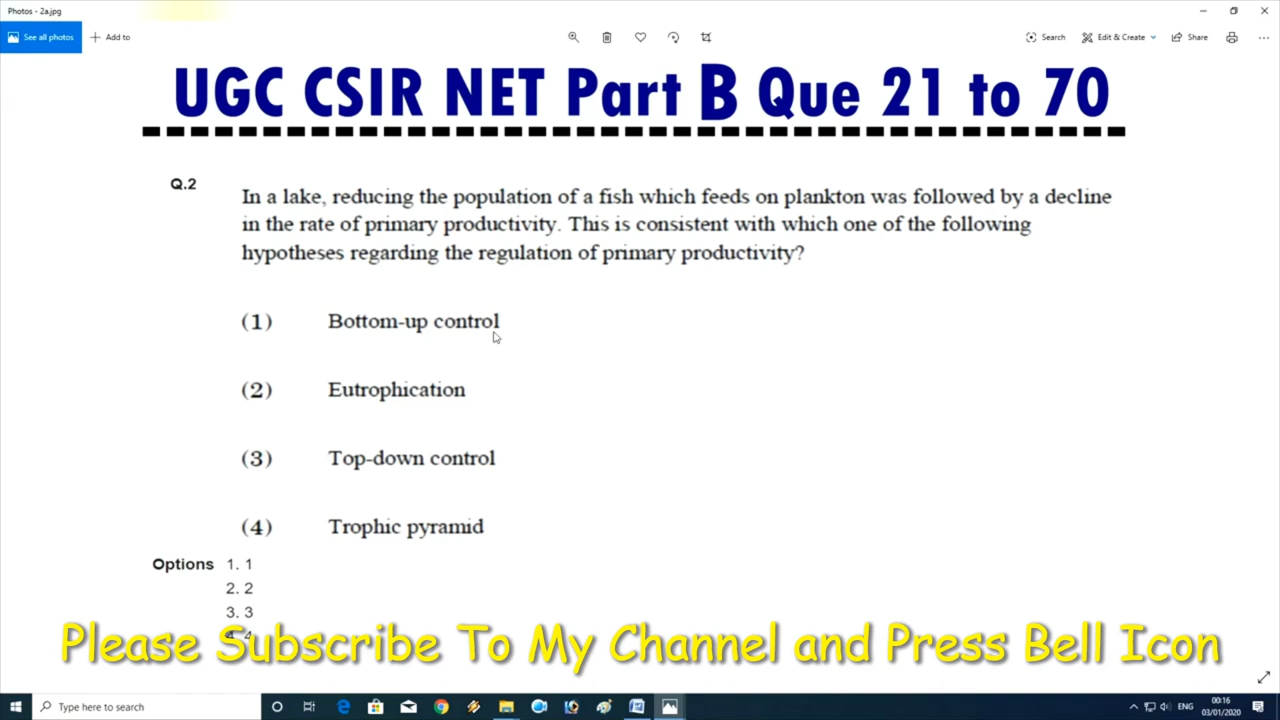 Photos - 2a.jpg
See all photos
Add to
Search
Edit & Create
Share
UGC CSIR NET Part B Que 21 to 70
Q.2
In a lake, reducing the population of a fish which feeds on plankton was followed by a decline
in the rate of primary productivity. This is consistent with which one of the following
hypotheses regarding the regulation of primary productivity?
(1) Bottom-up control
(2) Eutrophication
(3) Top-down control
(4) Trophic pyramid
Options 1. 1
2. 2
3. 3
4. 4
Please Subscribe To My Channel and Press Bell Icon
Type here to search
ENG
00:16
03/01/2020